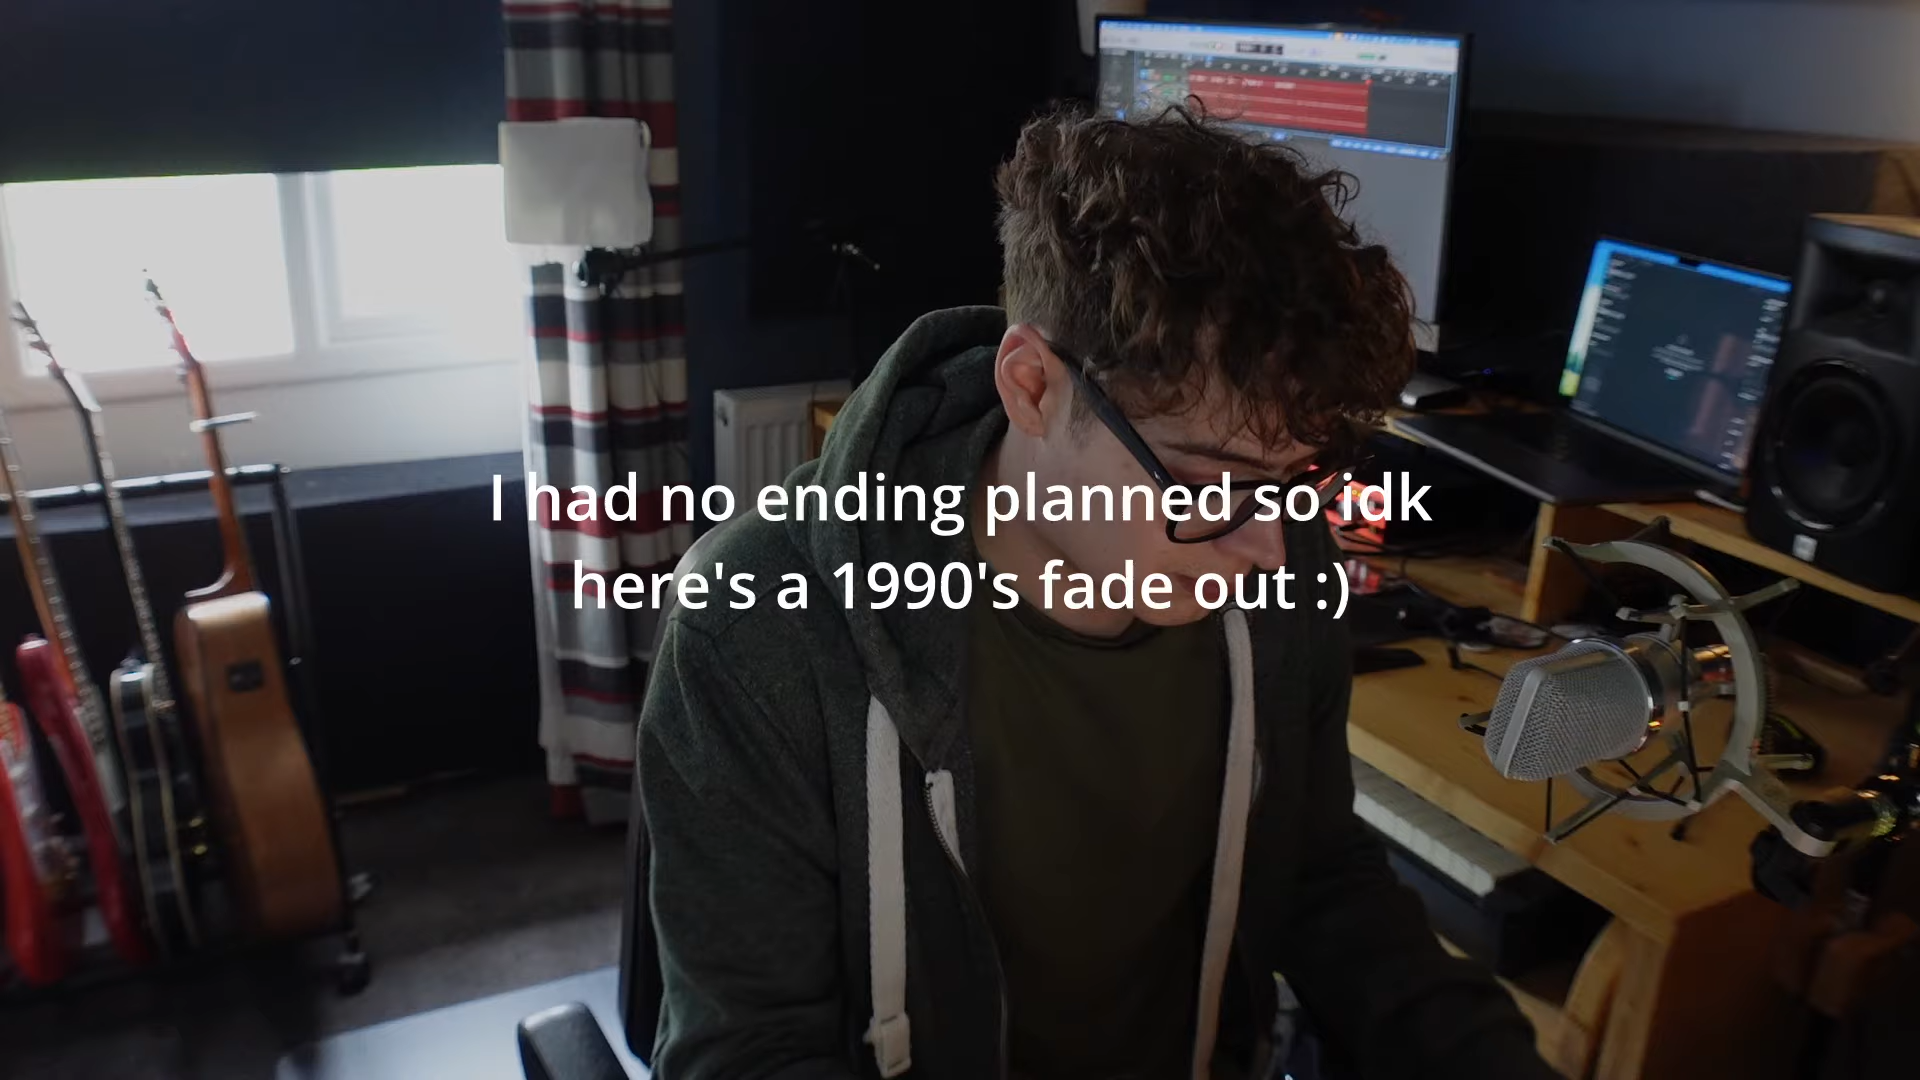 I had no ending planned so idk
here's a 1990's fade out :)